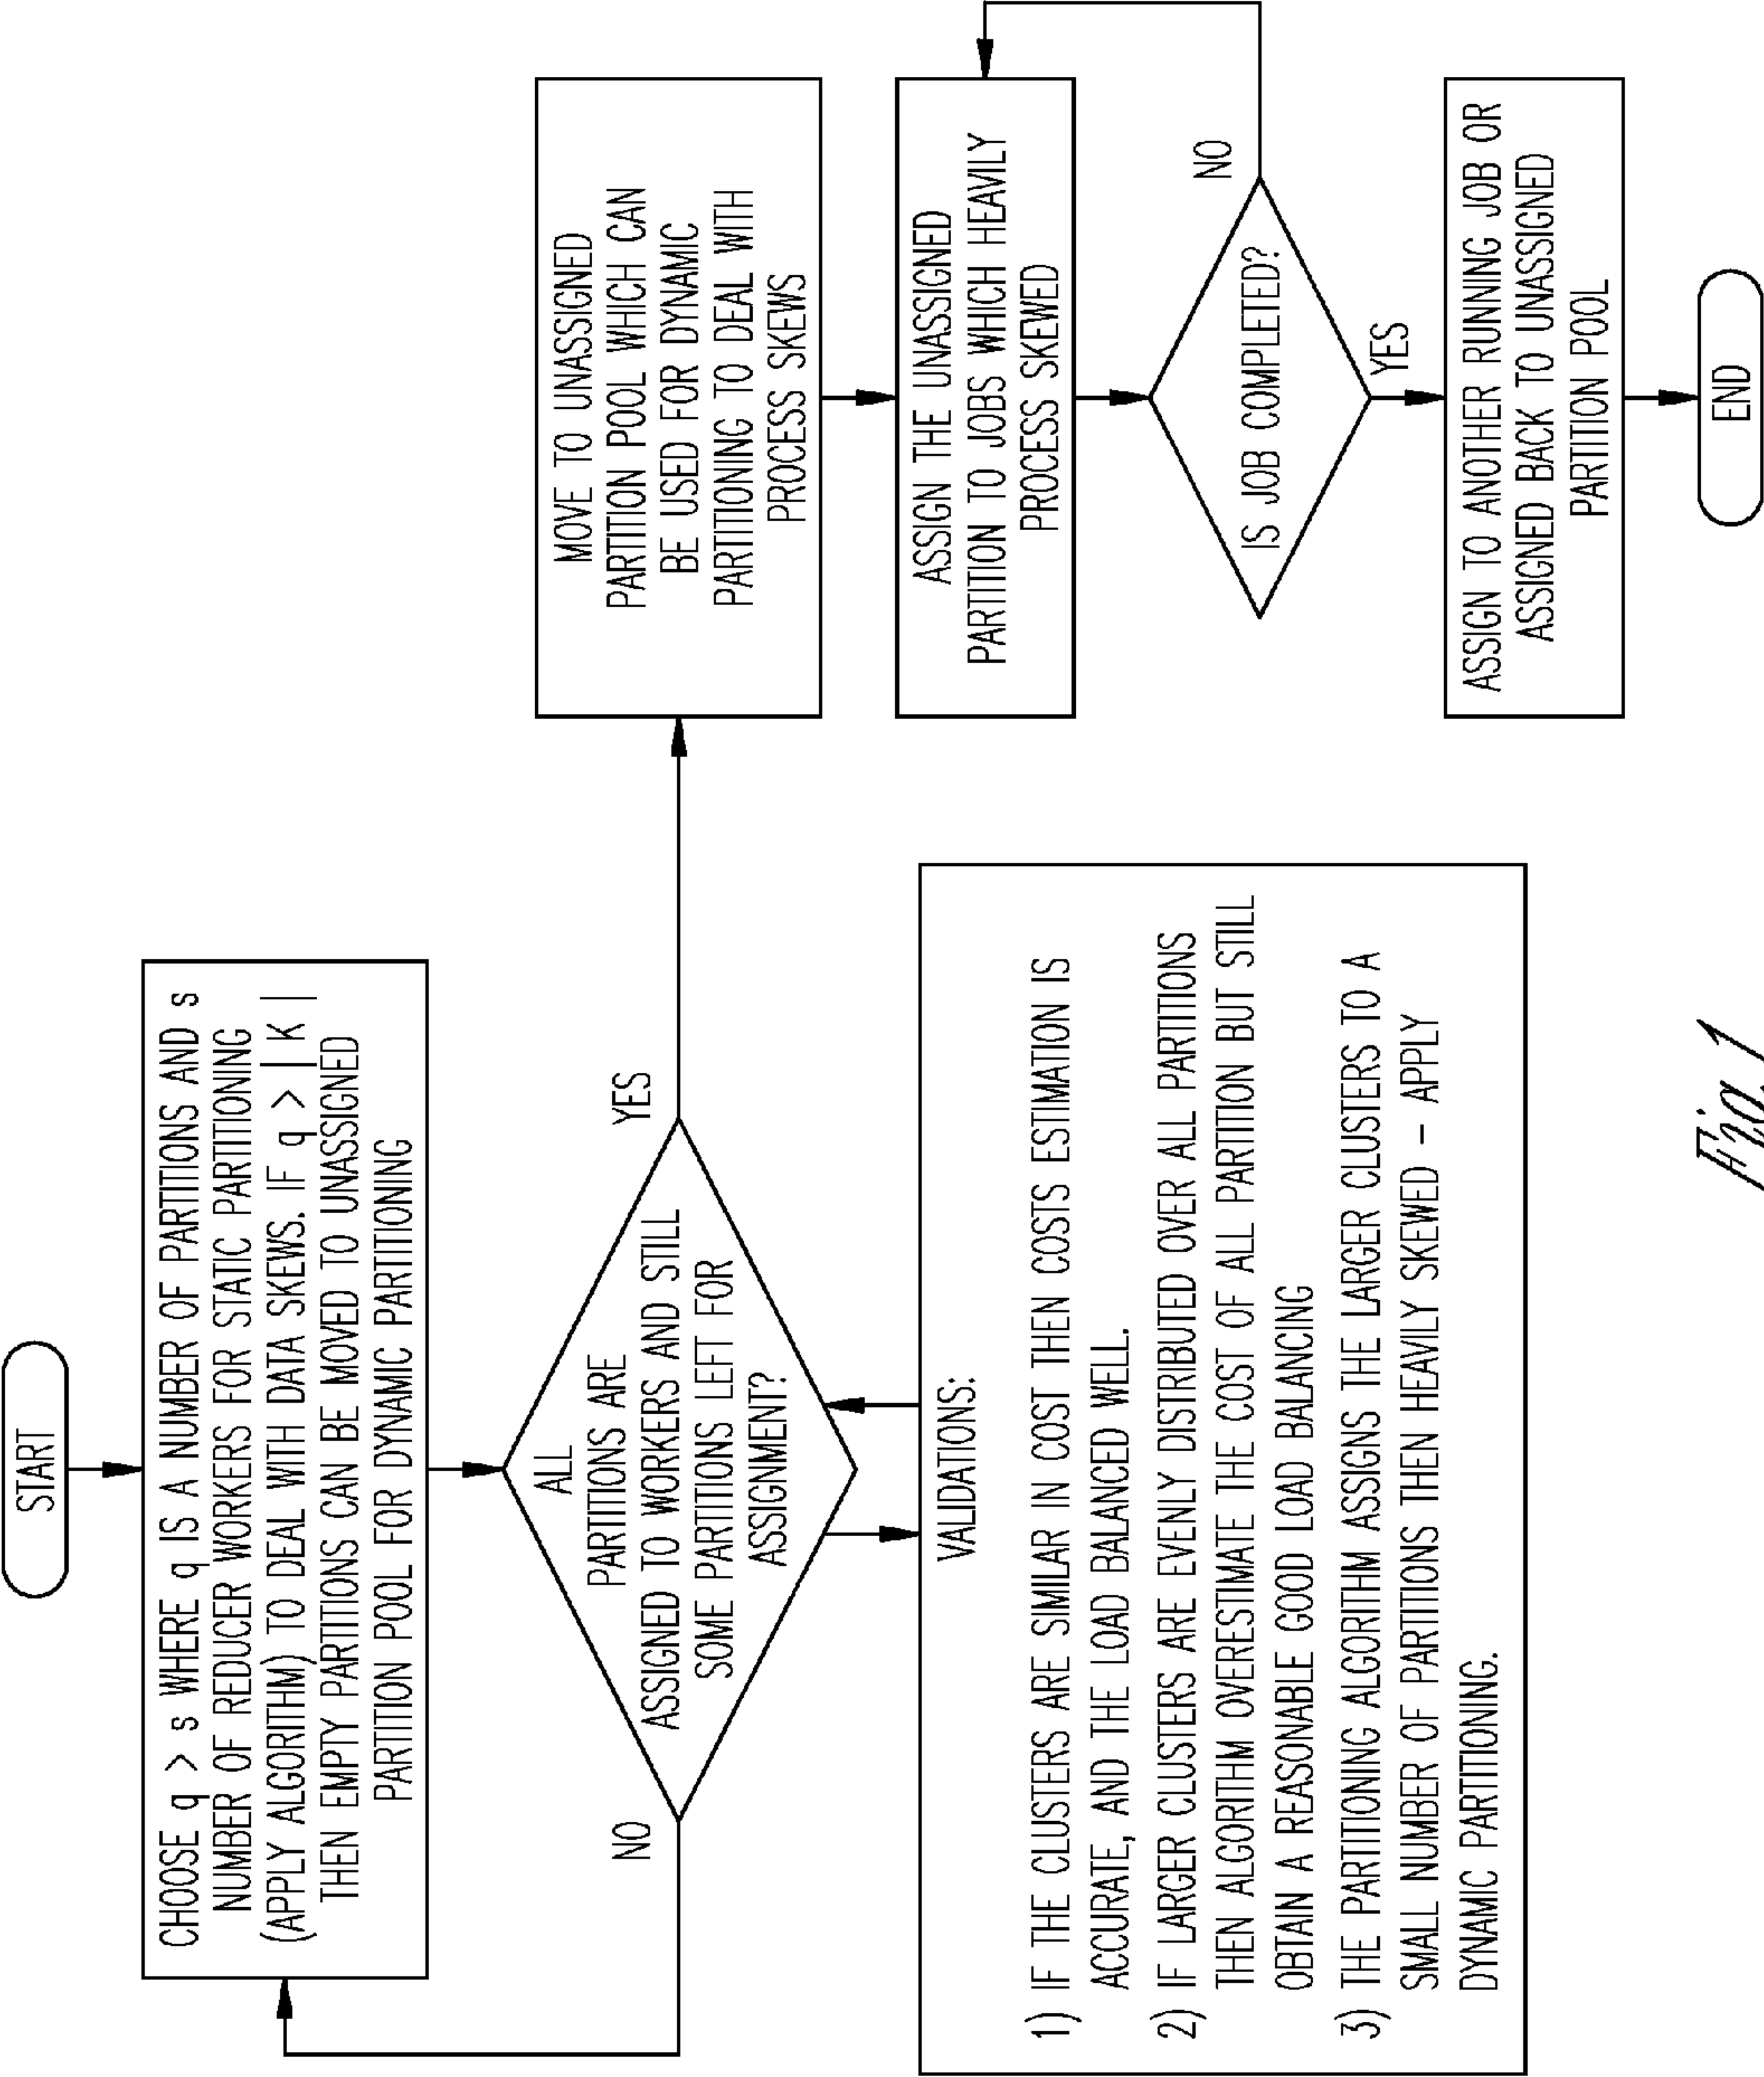 START
CHOOSE q > s WHERE q IS A NUMBER OF PARTITIONS AND s
NUMBER OF REDUCER WORKERS FOR STATIC PARTITIONING
(APPLY ALGORITHM) TO DEAL WITH DATA SKEWS. IF q > | K |
THEN EMPTY PARTITIONS CAN BE MOVED TO UNASSIGNED
PARTITION POOL FOR DYNAMIC PARTITIONING
ALL
PARTITIONS ARE
ASSIGNED TO WORKERS AND STILL
SOME PARTITIONS LEFT FOR
ASSIGNMENT?
NO
YES
VALIDATIONS:
1) IF THE CLUSTERS ARE SIMILAR IN COST THEN COSTS ESTIMATION IS
ACCURATE, AND THE LOAD BALANCED WELL.
2) IF LARGER CLUSTERS ARE EVENLY DISTRIBUTED OVER ALL PARTITIONS
THEN ALGORITHM OVERESTIMATE THE COST OF ALL PARTITION BUT STILL
OBTAIN A REASONABLE GOOD LOAD BALANCING
3) THE PARTITIONING ALGORITHM ASSIGNS THE LARGER CLUSTERS TO A
SMALL NUMBER OF PARTITIONS THEN HEAVILY SKEWED - APPLY
DYNAMIC PARTITIONING.
MOVE TO UNASSIGNED
PARTITION POOL WHICH CAN
BE USED FOR DYNAMIC
PARTITIONING TO DEAL WITH
PROCESS SKEWS
ASSIGN THE UNASSIGNED
PARTITION TO JOBS WHICH HEAVILY
PROCESS SKEWED
IS JOB COMPLETED?
NO
YES
ASSIGN TO ANOTHER RUNNING JOB OR
ASSIGNED BACK TO UNASSIGNED
PARTITION POOL
END
Fig. 1